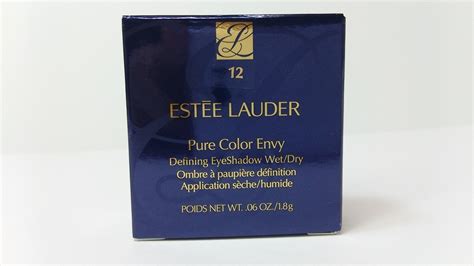 EL
12
ESTĒE LAUDER
Pure Color Envy
Defining EyeShadow Wet/Dry
Ombre à paupière définition
Application sèche/humide
POIDS NET WT. .06 OZ./1.8g